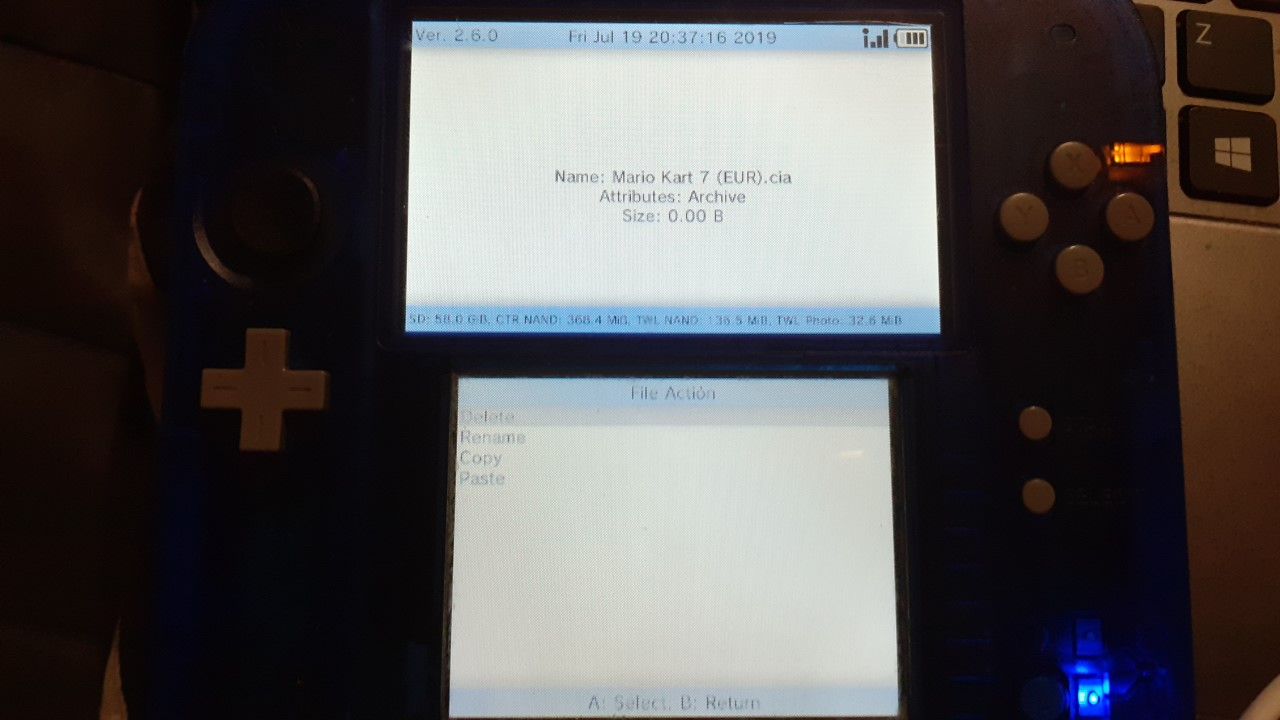 Ver. 2.6.0
Fri Jul 19 20:37:16 2019
Z
Name: Mario Kart 7 (EUR).cia
Attributes: Archive
Size: 0.00 B
X
Y
A
B
SD: 58.0 GiB, CTR NAND: 368.4 MiB, TWL NAND: 136.5 MiB, TWL Photo: 32.6 MiB
File Action
Delete
Rename
Copy
Paste
A: Select, B: Return